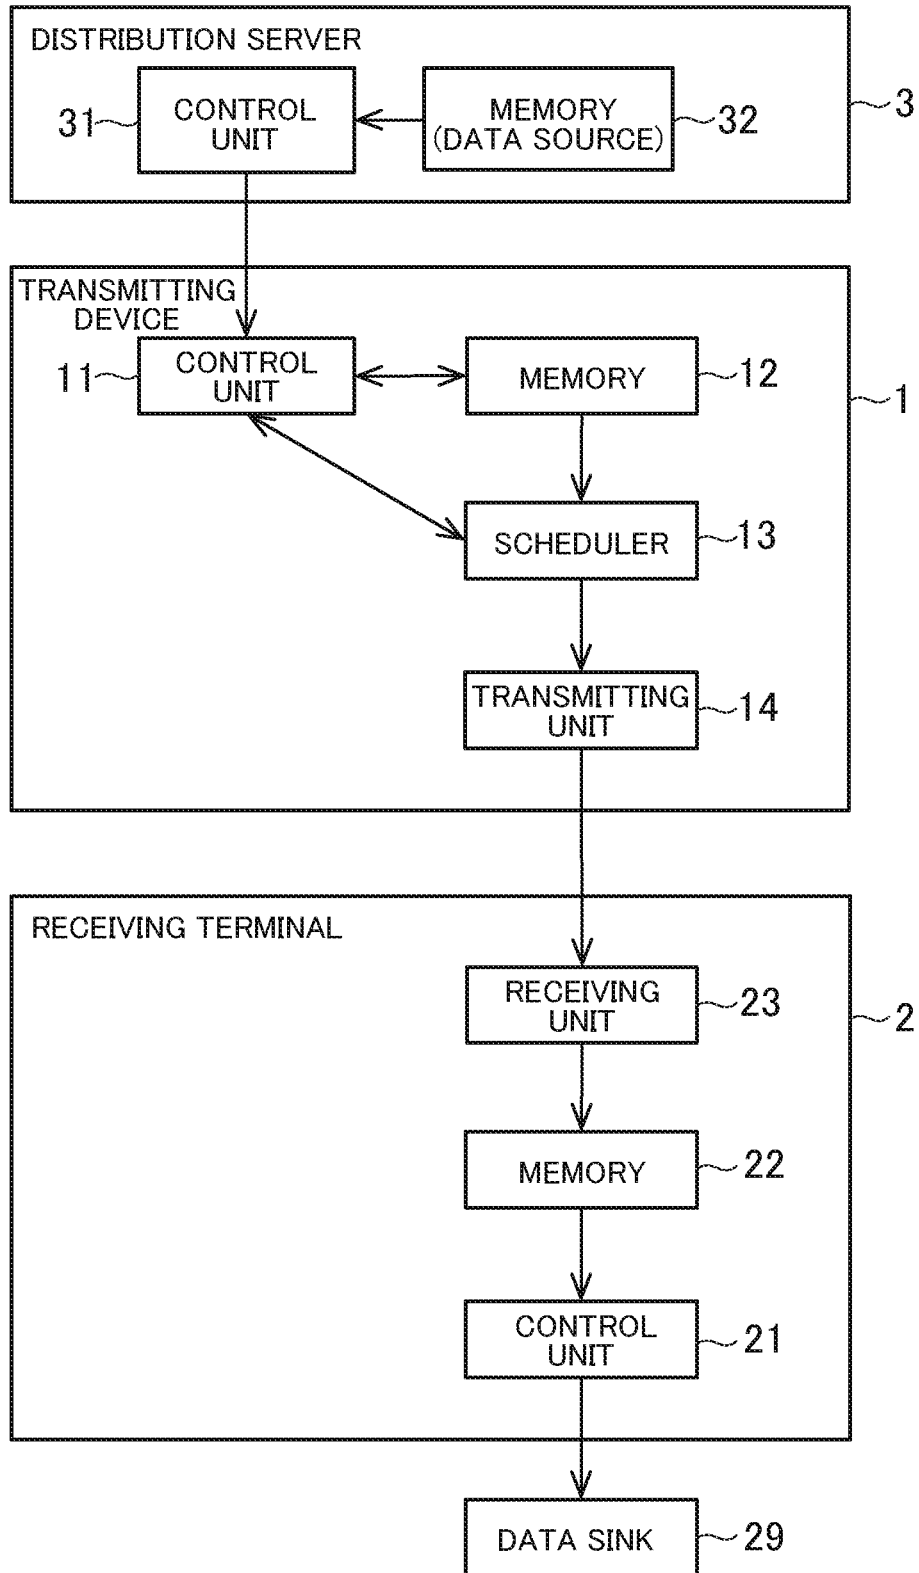 DISTRIBUTION SERVER
31
CONTROL
UNIT
MEMORY
(DATA SOURCE)
32
3
TRANSMITTING
DEVICE
11
CONTROL
UNIT
MEMORY
12
1
SCHEDULER
13
TRANSMITTING
UNIT
14
RECEIVING TERMINAL
RECEIVING
UNIT
23
2
MEMORY
22
CONTROL
UNIT
21
DATA SINK
29